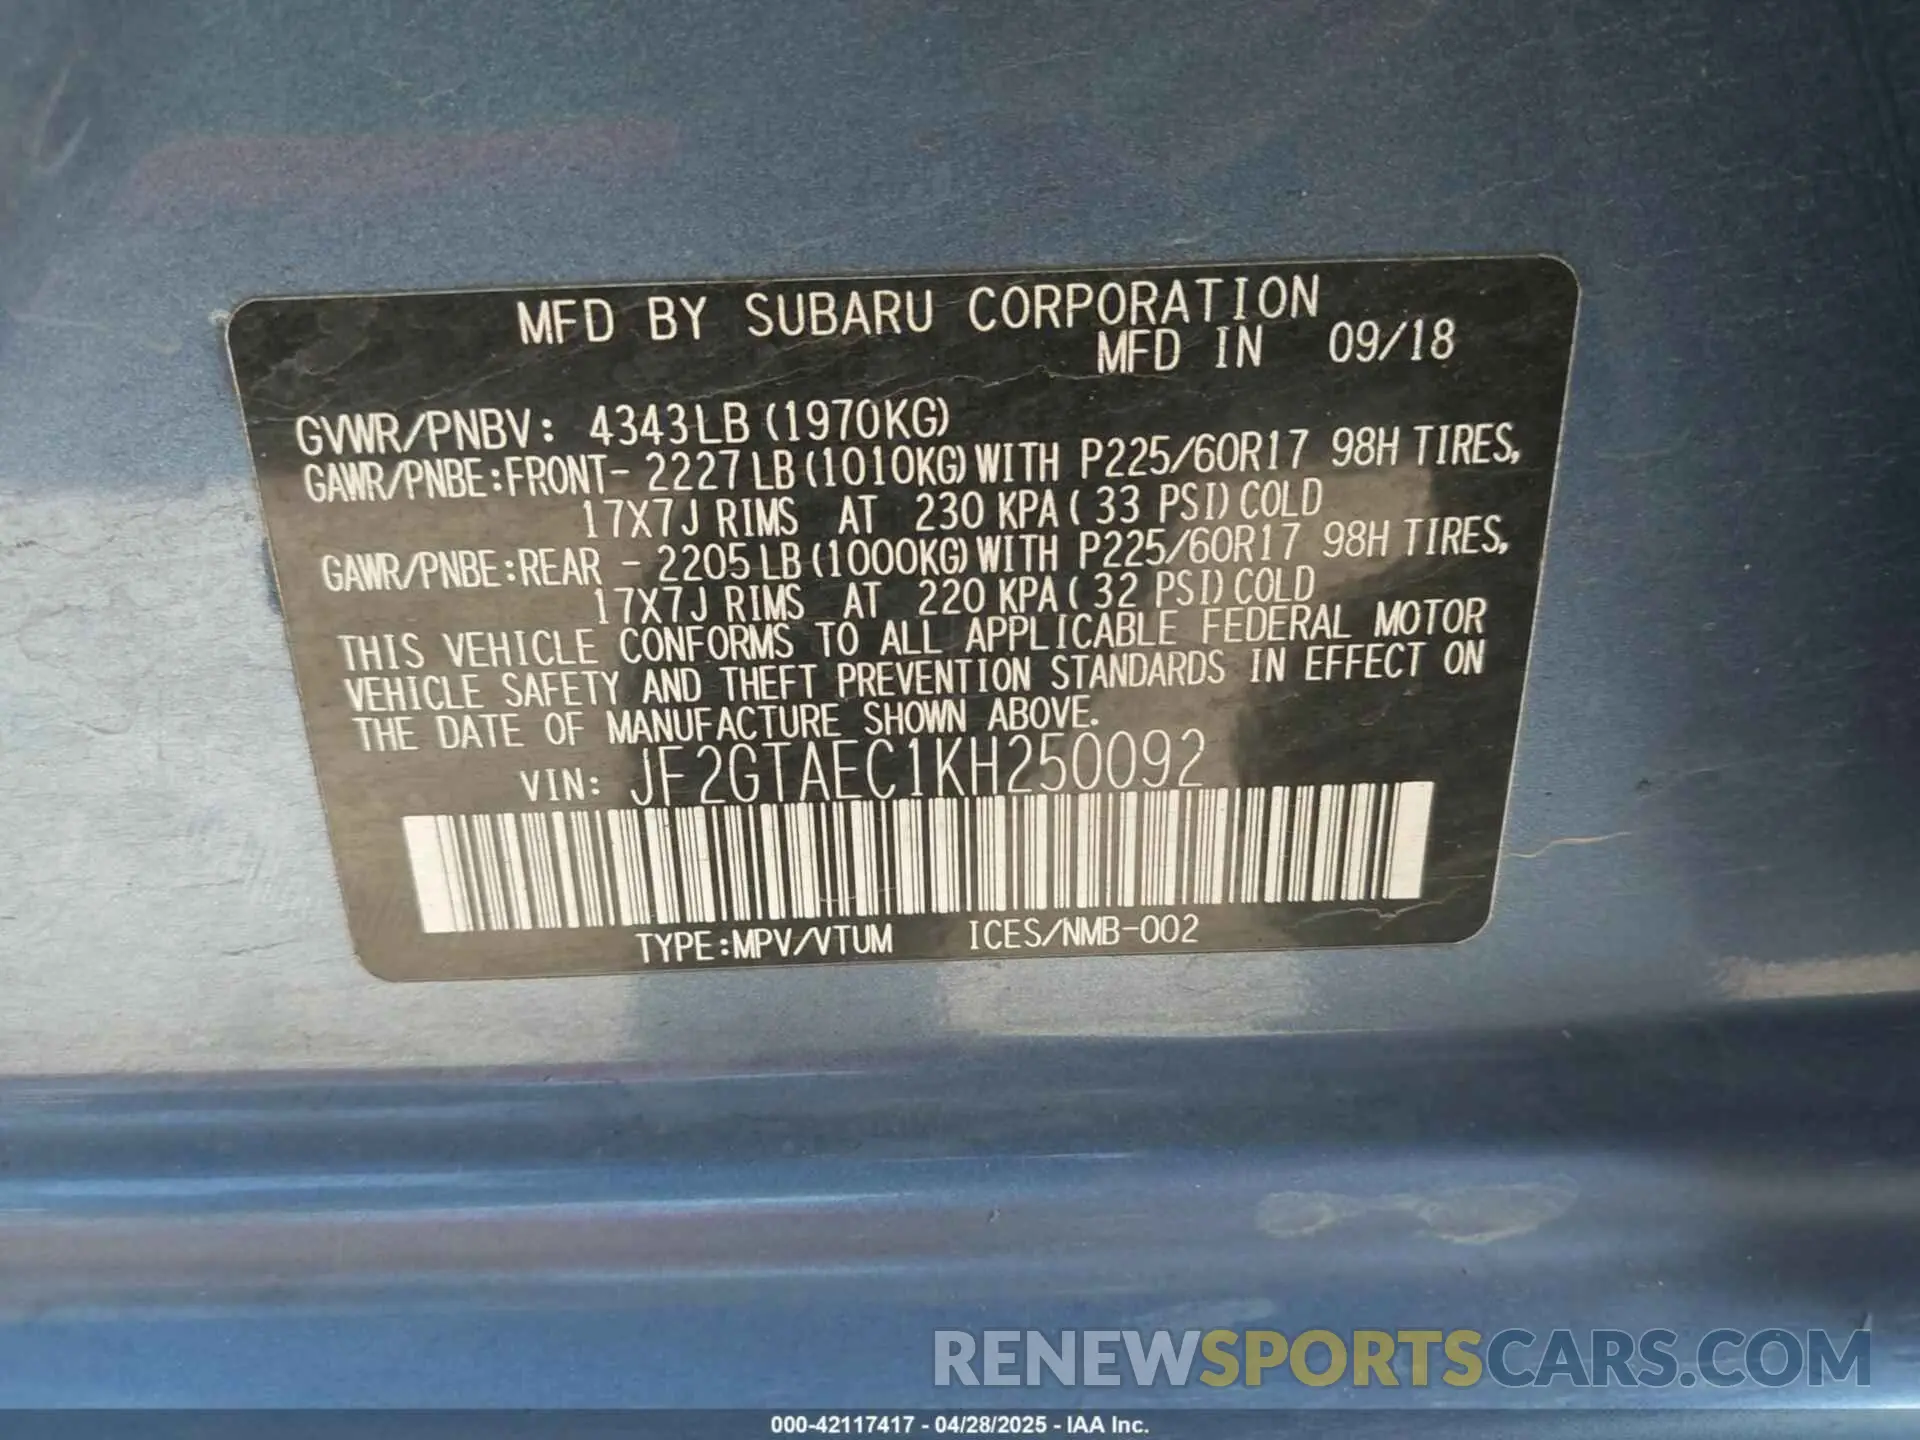 MFD BY SUBARU CORPORATION
MFD IN 09/18
GVWR/PNBV: 4343LB (1970KG)
GAWR/PNBE:FRONT- 2227LB (1010KG) WITH P225/60R17 98H TIRES,
17X7J RIMS AT 230 KPA ( 33 PSI) COLD
GAWR/PNBE:REAR - 2205LB (1000KG) WITH P225/60R17 98H TIRES,
17X7J RIMS AT 220 KPA ( 32 PSI) COLD
THIS VEHICLE CONFORMS TO ALL APPLICABLE FEDERAL MOTOR
VEHICLE SAFETY AND THEFT PREVENTION STANDARDS IN EFFECT ON
THE DATE OF MANUFACTURE SHOWN ABOVE.
VIN: JF2GTAEC1KH250092
TYPE:MPV/VTUM ICES/NMB-002
RENEWSPORTSCARS.COM
000-42117417 - 04/28/2025 - IAA Inc.